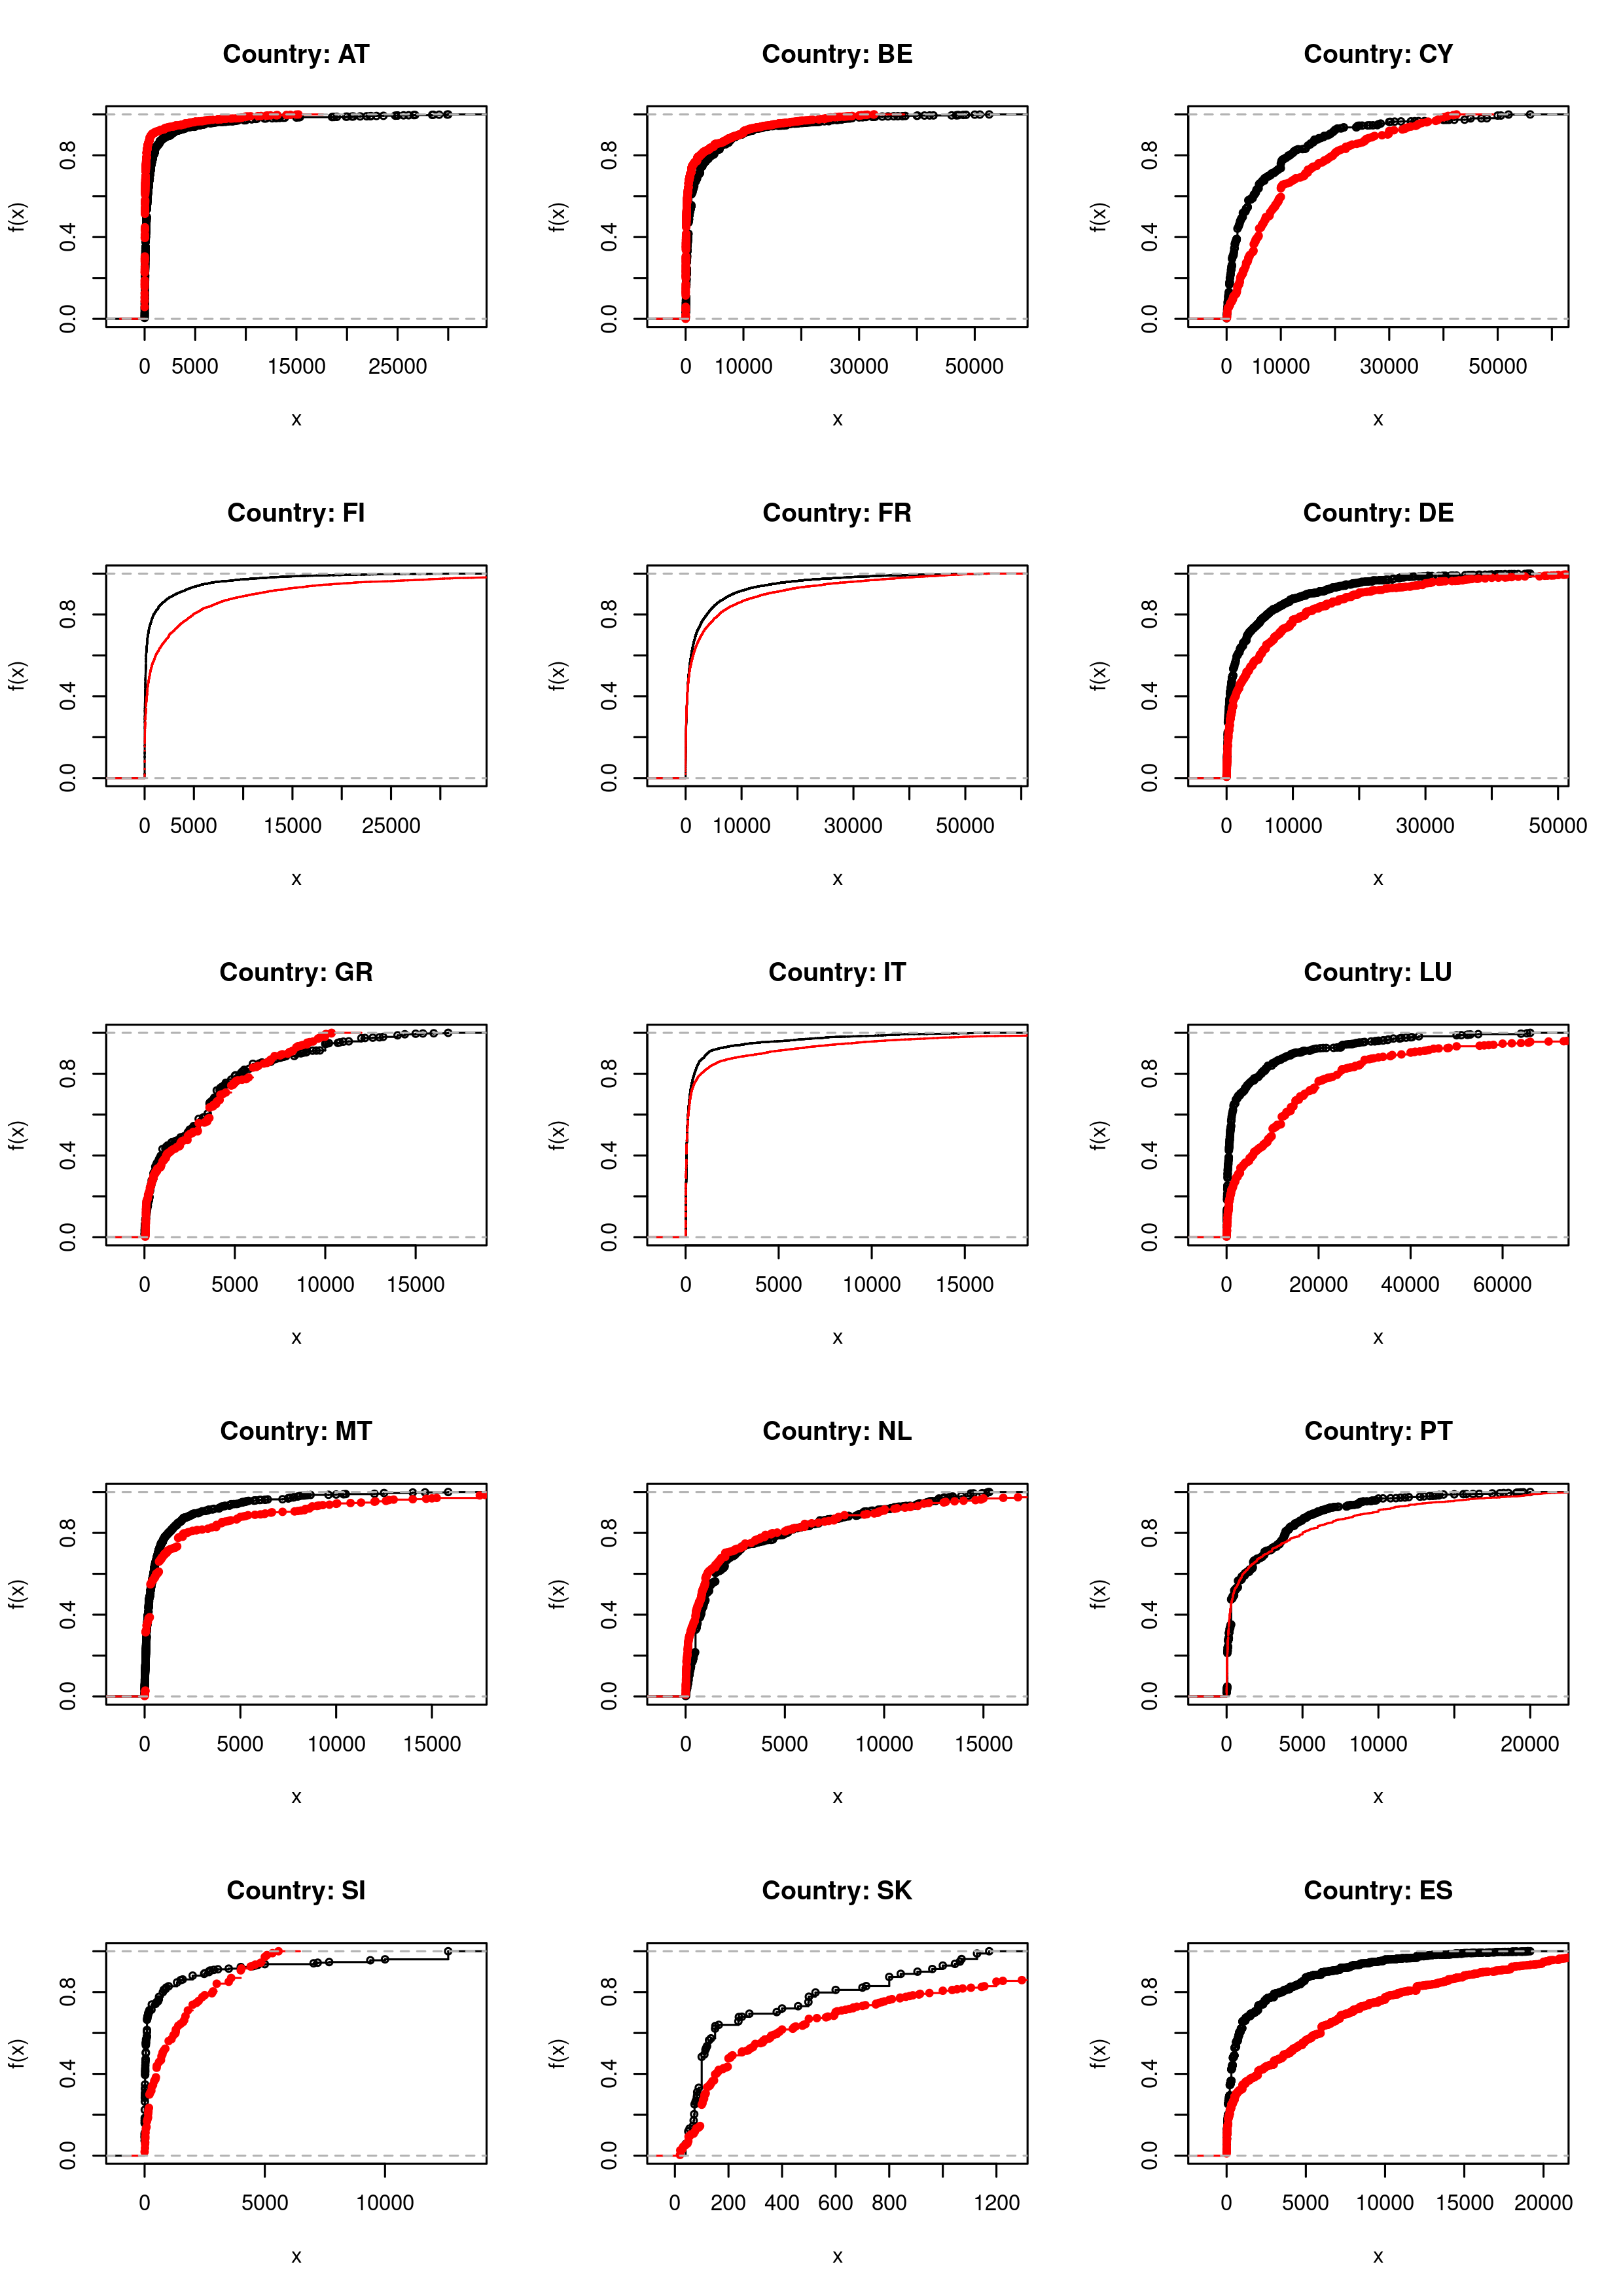 Country: AT
f(x)
0.0 0.4 0.8
0 5000 15000 25000
x
Country: BE
f(x)
0.0 0.4 0.8
0 10000 30000 50000
x
Country: CY
f(x)
0.0 0.4 0.8
0 10000 30000 50000
x
Country: FI
f(x)
0.0 0.4 0.8
0 5000 15000 25000
x
Country: FR
f(x)
0.0 0.4 0.8
0 10000 30000 50000
x
Country: DE
f(x)
0.0 0.4 0.8
0 10000 30000 50000
x
Country: GR
f(x)
0.0 0.4 0.8
0 5000 10000 15000
x
Country: IT
f(x)
0.0 0.4 0.8
0 5000 10000 15000
x
Country: LU
f(x)
0.0 0.4 0.8
0 20000 40000 60000
x
Country: MT
f(x)
0.0 0.4 0.8
0 5000 10000 15000
x
Country: NL
f(x)
0.0 0.4 0.8
0 5000 10000 15000
x
Country: PT
f(x)
0.0 0.4 0.8
0 5000 10000 20000
x
Country: SI
f(x)
0.0 0.4 0.8
0 5000 10000
x
Country: SK
f(x)
0.0 0.4 0.8
0 200 400 600 800 1200
x
Country: ES
f(x)
0.0 0.4 0.8
0 5000 10000 15000 20000
x